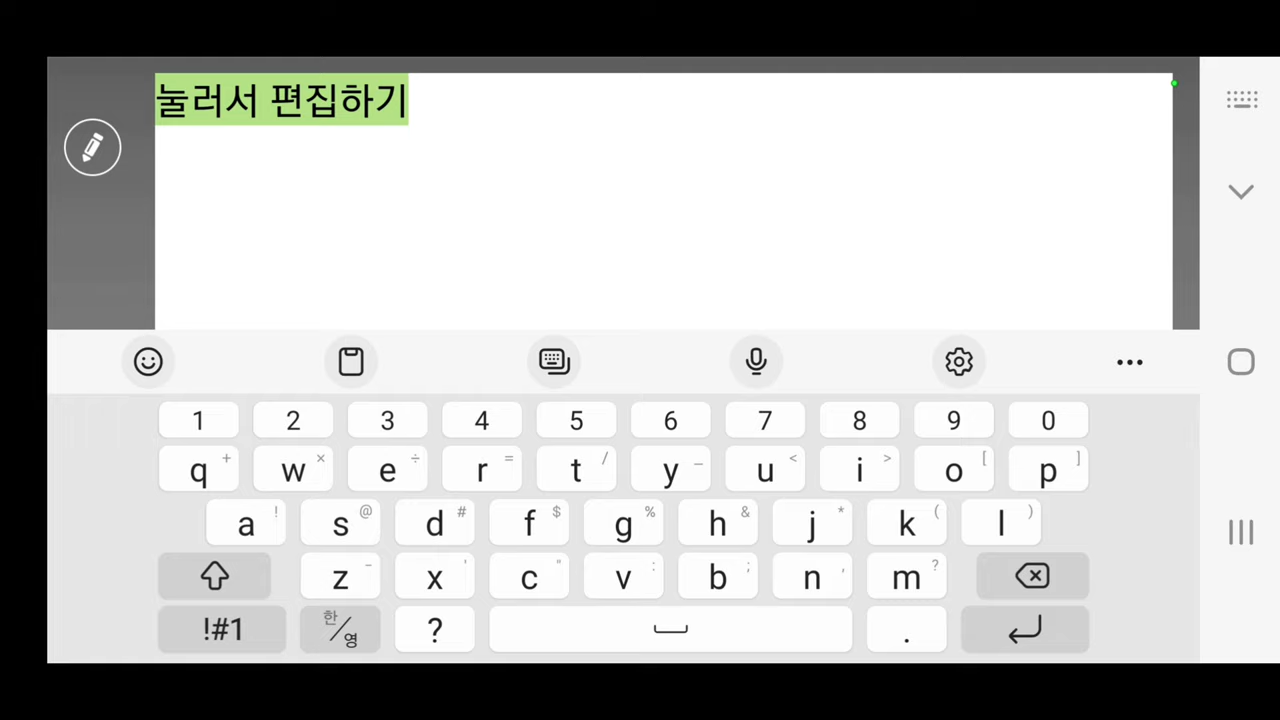 눌러서 편집하기
1 2 3 4 5 6 7 8 9 0
q + w × e ÷ r = t / y _ u < i > o [ p ]
a ! s @ d # f $ g % h & j * k ( l )
z - x ' c " v : b ; n , m ?
!#1 한/영 ? .